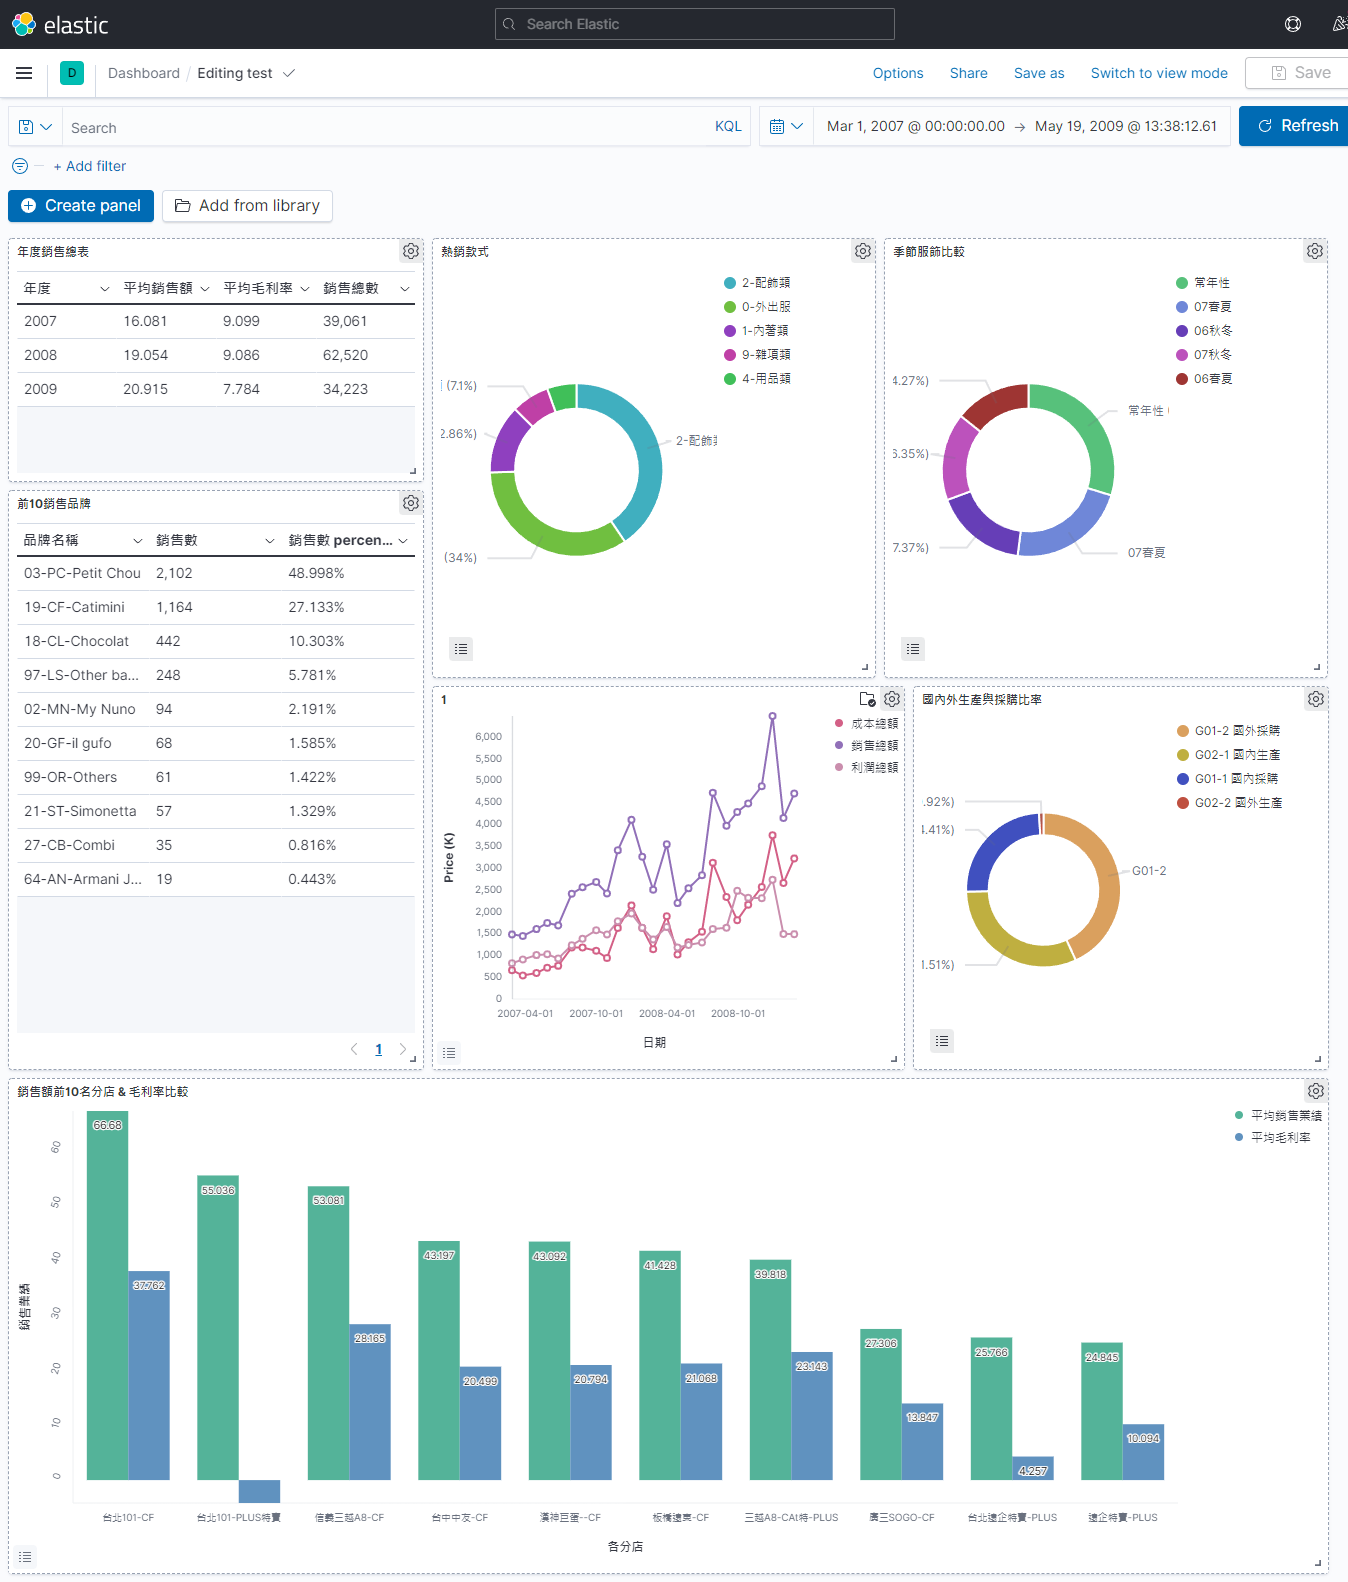 elastic
Search Elastic
D
Dashboard / Editing test
Options
Share
Save as
Switch to view mode
Save
Search
KQL
Mar 1, 2007 @ 00:00:00.00 → May 19, 2009 @ 13:38:12.61
Refresh
+ Add filter
Create panel
Add from library
年度銷售總表
年度 平均銷售額 平均毛利率 銷售總數
2007 16.081 9.099 39,061
2008 19.054 9.086 62,520
2009 20.915 7.784 34,223
熱銷款式
2-配飾類
0-外出服
1-內著類
9-雜項類
4-用品類
(7.1%)
2.86%)
2-配飾
(34%)
季節服飾比較
常年性
07春夏
06秋冬
07秋冬
06春夏
4.27%)
常年性
6.35%)
7.37%)
07春夏
前10銷售品牌
品牌名稱 銷售數 銷售數 percen...
03-PC-Petit Chou 2,102 48.998%
19-CF-Catimini 1,164 27.133%
18-CL-Chocolat 442 10.303%
97-LS-Other ba... 248 5.781%
02-MN-My Nuno 94 2.191%
20-GF-il gufo 68 1.585%
99-OR-Others 61 1.422%
21-ST-Simonetta 57 1.329%
27-CB-Combi 35 0.816%
64-AN-Armani J... 19 0.443%
1
1
成本總額
銷售總額
利潤總額
6,000
5,500
5,000
4,500
4,000
3,500
3,000
2,500
2,000
1,500
1,000
500
0
Price (K)
2007-04-01 2007-10-01 2008-04-01 2008-10-01
日期
國內外生產與採購比率
G01-2 國外採購
G02-1 國內生產
G01-1 國內採購
G02-2 國外生產
.92%)
4.41%)
G01-2
1.51%)
銷售額前10名分店 & 毛利率比較
平均銷售業績
平均毛利率
60
50
40
30
20
10
0
銷售業績
66.68
37.762
55.036
53.081
28.165
43.197
20.499
43.092
20.794
41.428
21.068
39.818
23.143
27.306
13.847
25.766
4.257
24.845
10.094
台北101-CF
台北101-PLUS特賣
信義三越A8-CF
台中中友-CF
漢神巨蛋--CF
板橋遠東-CF
三越A8-CAt特-PLUS
廣三SOGO-CF
台北遠企特賣-PLUS
遠企特賣-PLUS
各分店